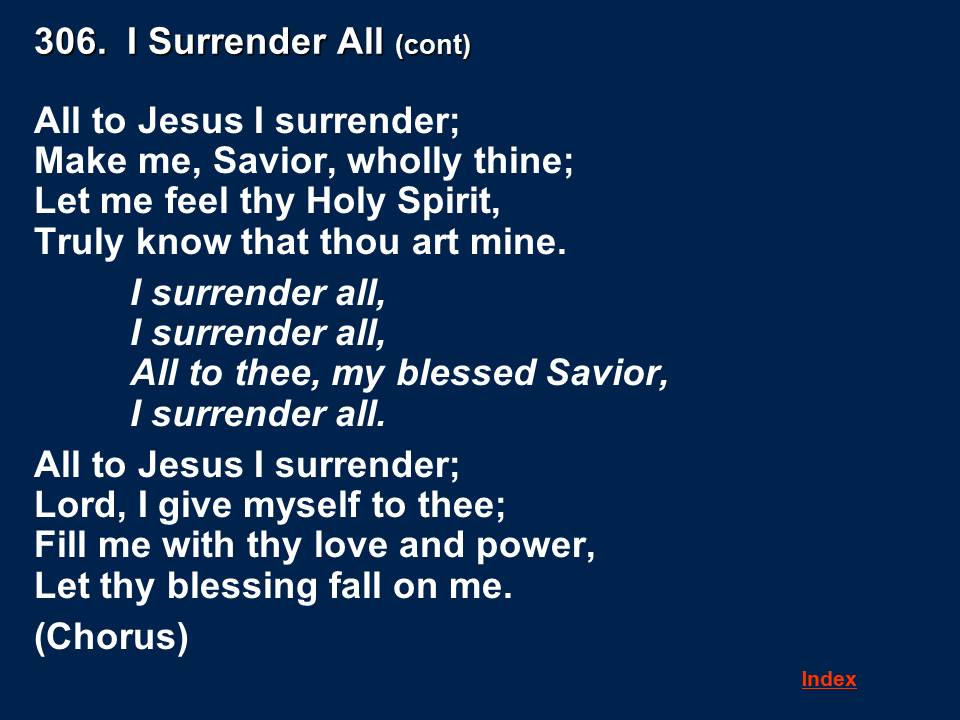 306. I Surrender All (cont)
All to Jesus I surrender;
Make me, Savior, wholly thine;
Let me feel thy Holy Spirit,
Truly know that thou art mine.
I surrender all,
I surrender all,
All to thee, my blessed Savior,
I surrender all.
All to Jesus I surrender;
Lord, I give myself to thee;
Fill me with thy love and power,
Let thy blessing fall on me.
(Chorus)
Index